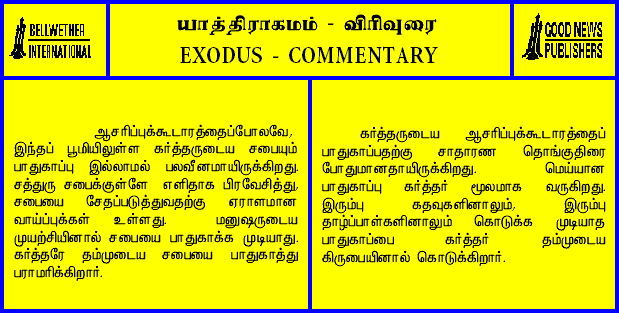 BELLWETHER
INTERNATIONAL
யாத்திராகமம் - விரிவுரை
EXODUS - COMMENTARY
GOOD NEWS
PUBLISHERS
ஆசரிப்புக்கூடாரத்தைப்போலவே,
இந்தப் பூமியிலுள்ள கர்த்தருடைய சபையும்
பாதுகாப்பு இல்லாமல் பலவீனமாயிருக்கிறது.
சத்துரு சபைக்குள்ளே எளிதாக பிரவேசித்து,
சபையை சேதப்படுத்துவதற்கு ஏராளமான
வாய்ப்புக்கள் உள்ளது. மனுஷருடைய
முயற்சியினால் சபையை பாதுகாக்க முடியாது.
கர்த்தரே தம்முடைய சபையை பாதுகாத்து
பராமரிக்கிறார்.
கர்த்தருடைய ஆசரிப்புக்கூடாரத்தைப்
பாதுகாப்பதற்கு சாதாரண தொங்குதிரை
போதுமானதாயிருக்கிறது. மெய்யான
பாதுகாப்பு கர்த்தர் மூலமாக வருகிறது.
இரும்பு கதவுகளினாலும், இரும்பு
தாழ்ப்பாள்களினாலும் கொடுக்க முடியாத
பாதுகாப்பை கர்த்தர் தம்முடைய
கிருபையினால் கொடுக்கிறார்.